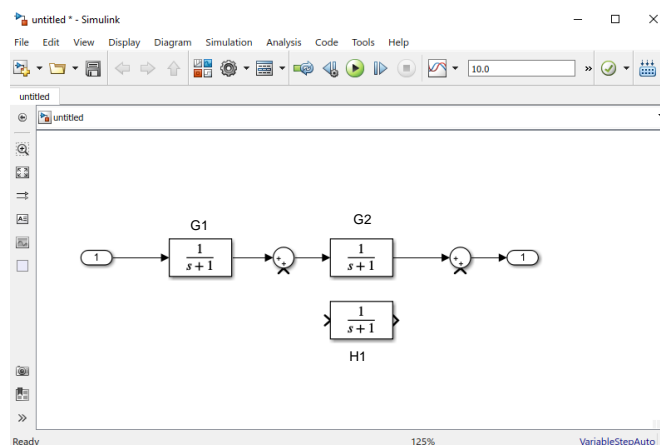 untitled * - Simulink
File Edit View Display Diagram Simulation Analysis Code Tools Help
10.0 »
untitled
untitled
G1 G2
1 1 1 1
s + 1 s + 1
+ + + +
1
s + 1
H1
»
Ready 125% VariableStepAuto